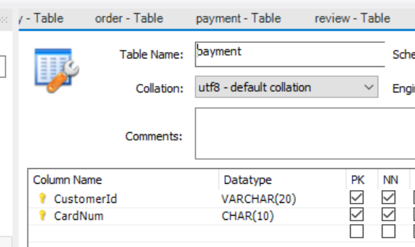 y - Table order - Table payment - Table review - Table
Table Name: payment Sche
Collation: utf8 - default collation Engi
Comments:
Column Name Datatype PK NN
CustomerId VARCHAR(20)
CardNum CHAR(10)